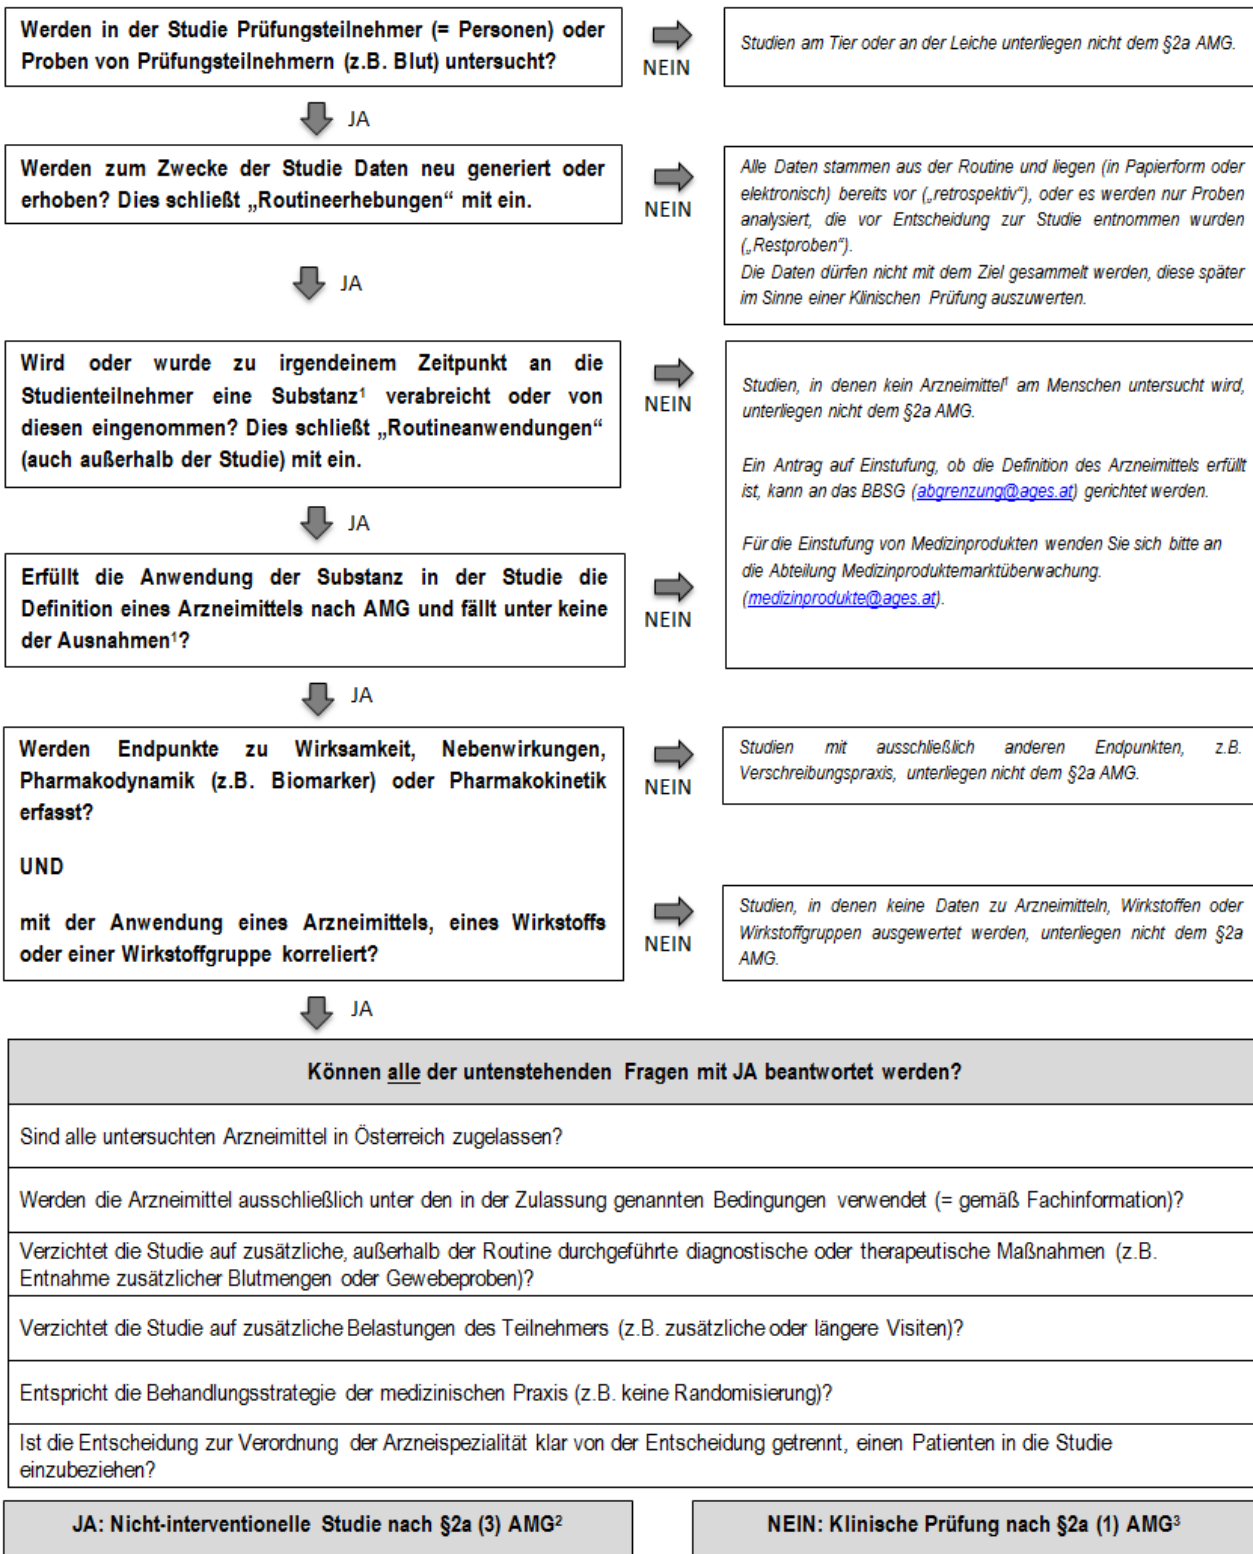 Werden in der Studie Prüfungsteilnehmer (= Personen) oder
Proben von Prüfungsteilnehmern (z.B. Blut) untersucht?
NEIN
Studien am Tier oder an der Leiche unterliegen nicht dem §2a AMG.
JA
Werden zum Zwecke der Studie Daten neu generiert oder
erhoben? Dies schließt „Routineerhebungen“ mit ein.
NEIN
Alle Daten stammen aus der Routine und liegen (in Papierform oder
elektronisch) bereits vor („retrospektiv“), oder es werden nur Proben
analysiert, die vor Entscheidung zur Studie entnommen wurden
(„Restproben“).
Die Daten dürfen nicht mit dem Ziel gesammelt werden, diese später
im Sinne einer Klinischen Prüfung auszuwerten.
JA
Wird oder wurde zu irgendeinem Zeitpunkt an die
Studienteilnehmer eine Substanz¹ verabreicht oder von
diesen eingenommen? Dies schließt „Routineanwendungen“
(auch außerhalb der Studie) mit ein.
NEIN
Studien, in denen kein Arzneimittel¹ am Menschen untersucht wird,
unterliegen nicht dem §2a AMG.
Ein Antrag auf Einstufung, ob die Definition des Arzneimittels erfüllt
ist, kann an das BBSG (abgrenzung@ages.at) gerichtet werden.
Für die Einstufung von Medizinprodukten wenden Sie sich bitte an
die Abteilung Medizinproduktemarktüberwachung.
(medizinprodukte@ages.at).
JA
Erfüllt die Anwendung der Substanz in der Studie die
Definition eines Arzneimittels nach AMG und fällt unter keine
der Ausnahmen¹?
NEIN
JA
Werden Endpunkte zu Wirksamkeit, Nebenwirkungen,
Pharmakodynamik (z.B. Biomarker) oder Pharmakokinetik
erfasst?
UND
mit der Anwendung eines Arzneimittels, eines Wirkstoffs
oder einer Wirkstoffgruppe korreliert?
NEIN
Studien mit ausschließlich anderen Endpunkten, z.B.
Verschreibungspraxis, unterliegen nicht dem §2a AMG.
NEIN
Studien, in denen keine Daten zu Arzneimitteln, Wirkstoffen oder
Wirkstoffgruppen ausgewertet werden, unterliegen nicht dem §2a
AMG.
JA
Können alle der untenstehenden Fragen mit JA beantwortet werden?
Sind alle untersuchten Arzneimittel in Österreich zugelassen?
Werden die Arzneimittel ausschließlich unter den in der Zulassung genannten Bedingungen verwendet (= gemäß Fachinformation)?
Verzichtet die Studie auf zusätzliche, außerhalb der Routine durchgeführte diagnostische oder therapeutische Maßnahmen (z.B.
Entnahme zusätzlicher Blutmengen oder Gewebeproben)?
Verzichtet die Studie auf zusätzliche Belastungen des Teilnehmers (z.B. zusätzliche oder längere Visiten)?
Entspricht die Behandlungsstrategie der medizinischen Praxis (z.B. keine Randomisierung)?
Ist die Entscheidung zur Verordnung der Arzneispezialität klar von der Entscheidung getrennt, einen Patienten in die Studie
einzubeziehen?
JA: Nicht-interventionelle Studie nach §2a (3) AMG²
NEIN: Klinische Prüfung nach §2a (1) AMG³